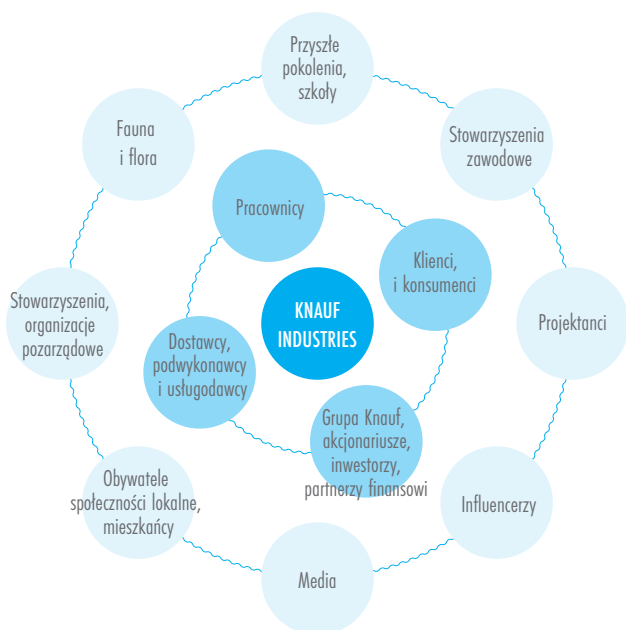 Przyszłe
pokolenia,
szkoły
Fauna
i flora
Stowarzyszenia
zawodowe
Pracownicy
Klienci,
i konsumenci
Stowarzyszenia,
organizacje
pozarządowe
KNAUF
INDUSTRIES
Projektanci
Dostawcy,
podwykonawcy
i usługodawcy
Grupa Knauf,
akcjonariusze,
inwestorzy,
partnerzy finansowi
Obywatele
społeczności lokalne,
mieszkańcy
Influencerzy
Media